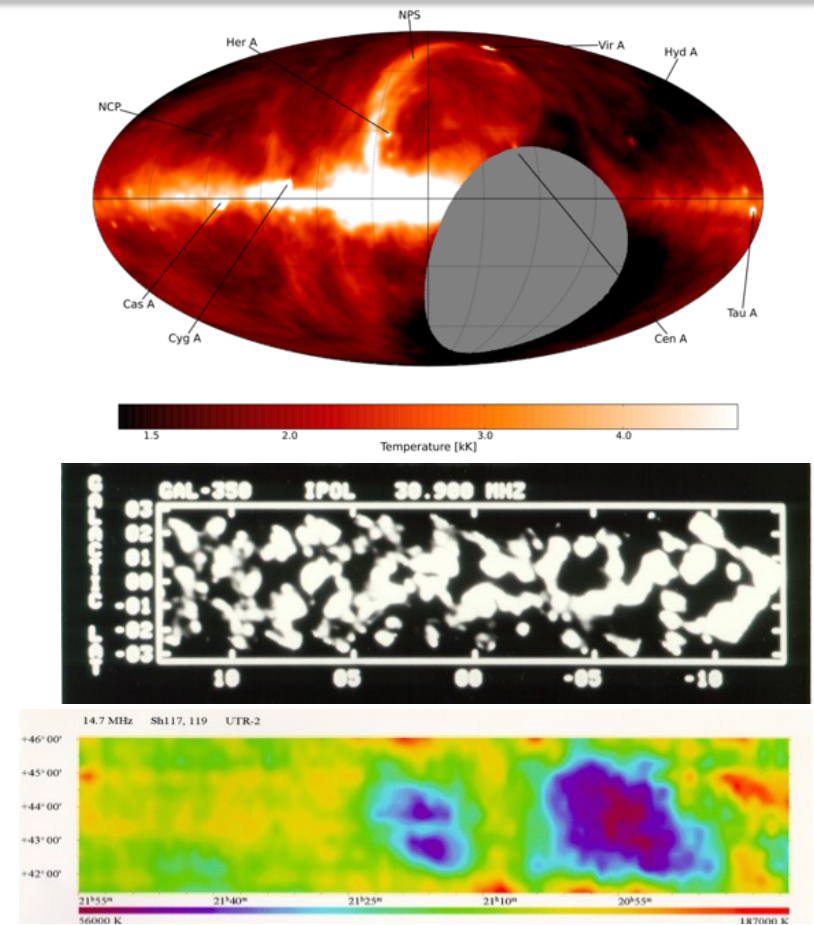 NPS
Her A
Vir A
Hyd A
NCP
Cas A
Cyg A
Cen A
Tau A
1.5 2.0 3.0 4.0
Temperature [kK]
GAL-350 IPOL 30.900 MHZ
GALACTIC LAT
03
02
01
00
-01
-02
-03
10 05 00 -05 -10
14.7 MHz Sh117, 119 UTR-2
+46° 00'
+45° 00'
+44° 00'
+43° 00'
+42° 00'
21ʰ55ᵐ 21ʰ40ᵐ 21ʰ25ᵐ 21ʰ10ᵐ 20ʰ55ᵐ
56000 K 187000 K